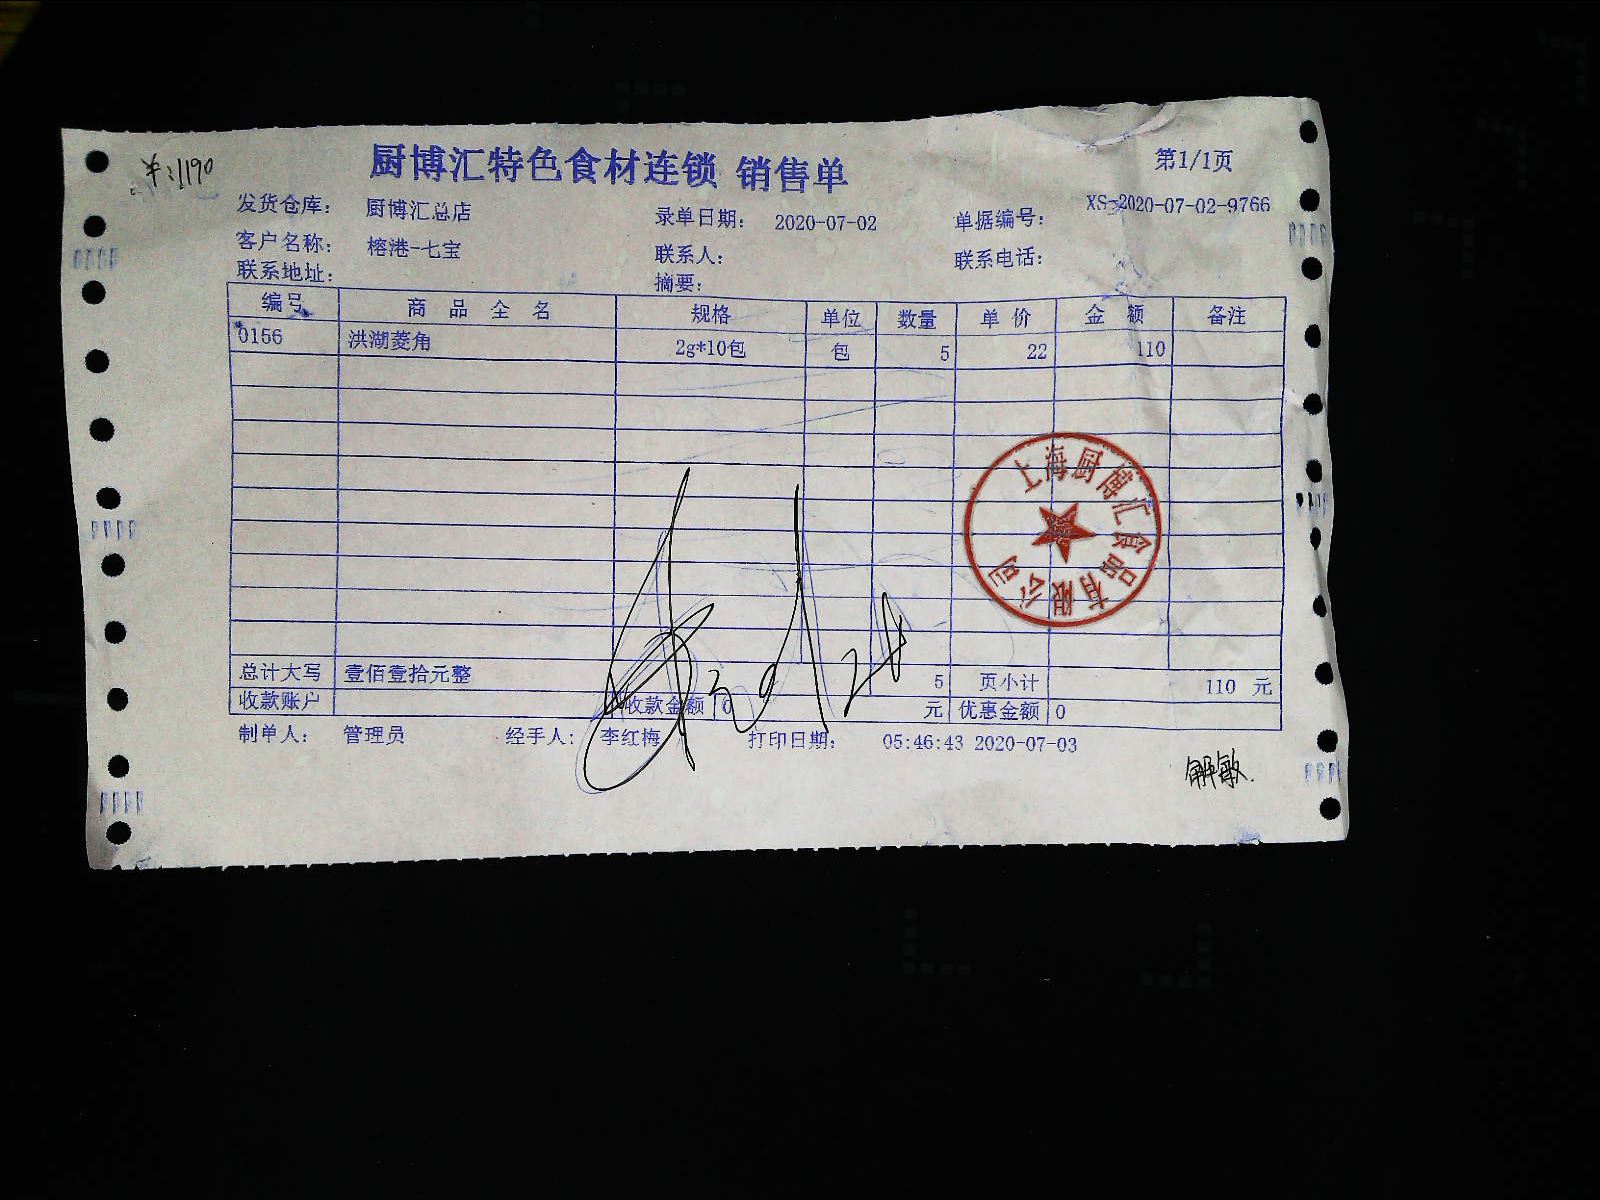 ¥:1190
厨博汇特色食材连锁 销售单
第1/1页
发货仓库: 厨博汇总店 录单日期: 2020-07-02 单据编号: XS-2020-07-02-9766
客户名称: 榕港-七宝 联系人: 联系电话:
联系地址: 摘要:
编号 商品全名 规格 单位 数量 单价 金额 备注
0156 洪湖菱角 2g*10包 包 5 22 110
上海厨博汇食品有限公司
总计大写 壹佰壹拾元整 5 页小计 110 元
收款账户 收款金额 0 元 优惠金额 0
制单人: 管理员 经手人: 李红梅 打印日期: 05:46:43 2020-07-03
解敏